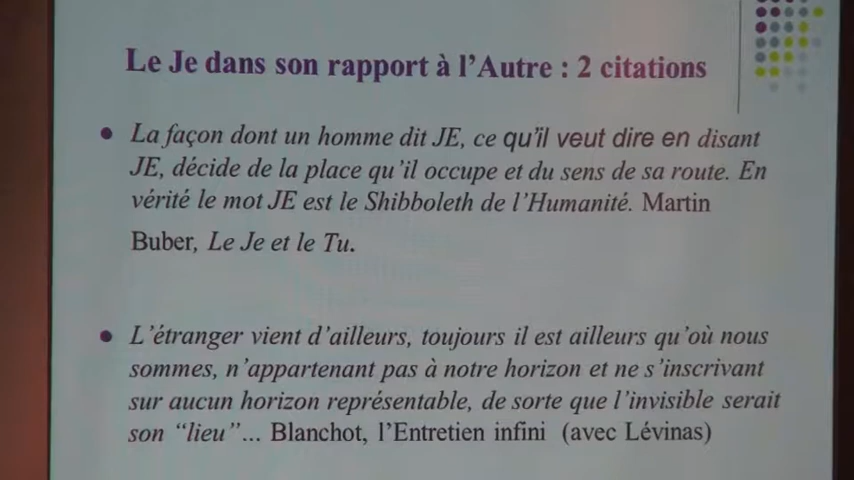 Le Je dans son rapport à l'Autre : 2 citations
• La façon dont un homme dit JE, ce qu'il veut dire en disant
JE, décide de la place qu'il occupe et du sens de sa route. En
vérité le mot JE est le Shibboleth de l'Humanité. Martin
Buber, Le Je et le Tu.
• L'étranger vient d'ailleurs, toujours il est ailleurs qu'où nous
sommes, n'appartenant pas à notre horizon et ne s'inscrivant
sur aucun horizon représentable, de sorte que l'invisible serait
son “lieu”... Blanchot, l'Entretien infini (avec Lévinas)